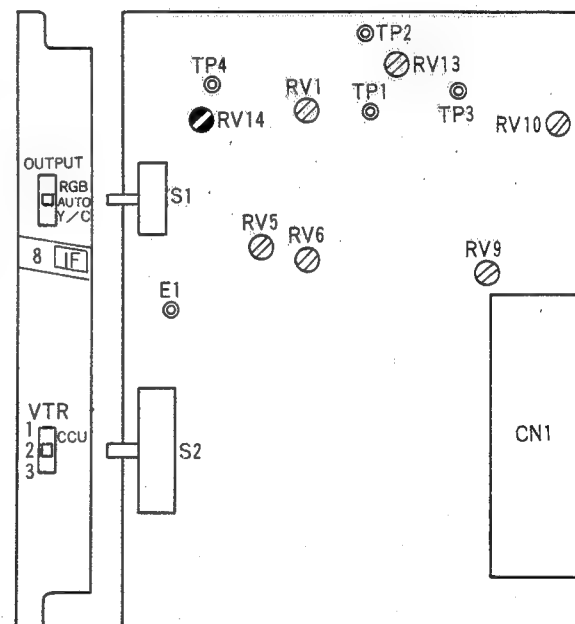 TP2
TP4
RV13
RV1
TP1
TP3
RV14
RV10
OUTPUT
RGB
AUTO
Y/C
S1
8 IF
RV5
RV6
RV9
E1
VTR
1
CCU
2
3
S2
CN1